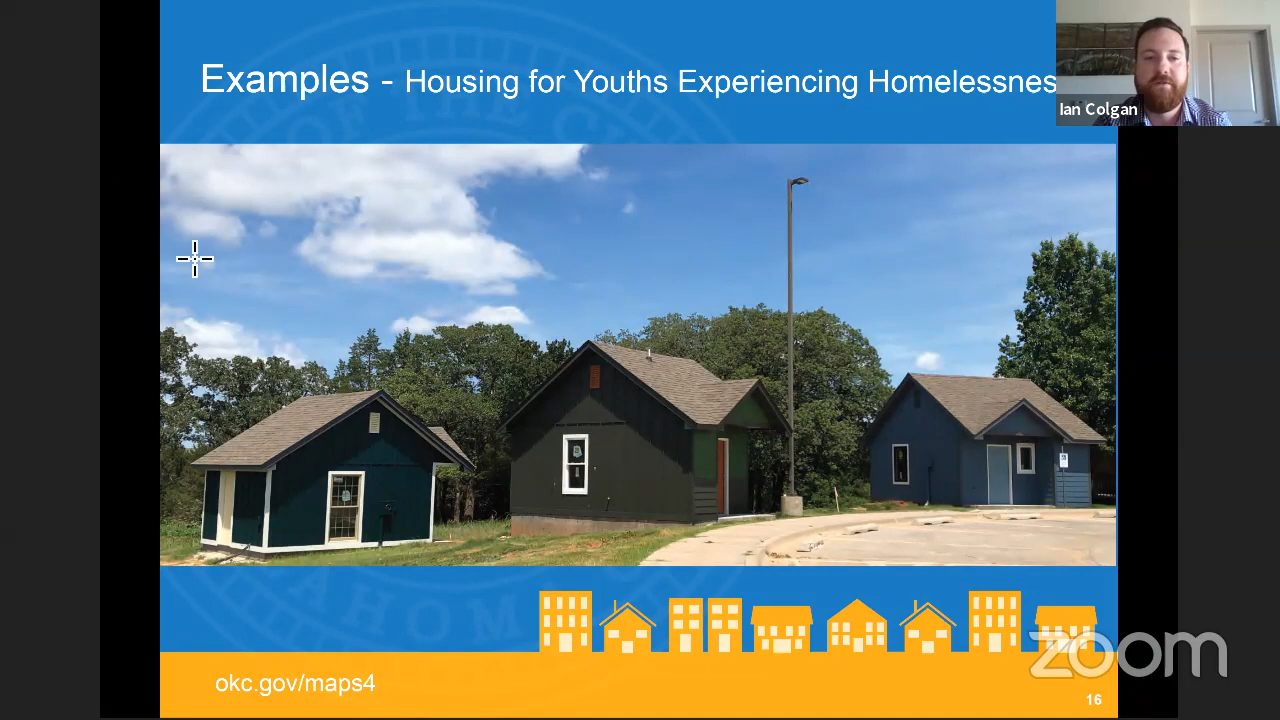 Examples - Housing for Youths Experiencing Homelessnes
Ian Colgan
okc.gov/maps4
zoom
16